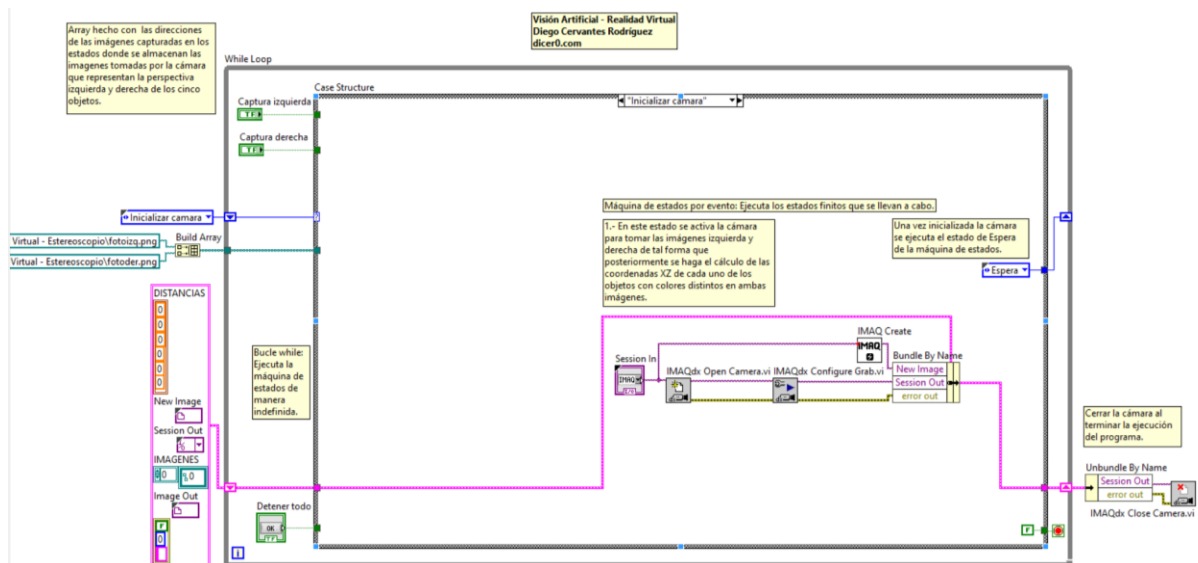 Visión Artificial - Realidad Virtual
Diego Cervantes Rodríguez
dicer0.com
Array hecho con las direcciones
de las imágenes capturadas en los
estados donde se almacenan las
imagenes tomadas por la cámara
que representan la perspectiva
izquierda y derecha de los cinco
objetos.
While Loop
Case Structure
"Inicializar camara"
Captura izquierda
TF
Captura derecha
TF
Inicializar camara
Build Array
Virtual - Estereoscopio\fotoizq.png
Virtual - Estereoscopio\fotoder.png
Máquina de estados por evento: Ejecuta los estados finitos que se llevan a cabo.
1.- En este estado se activa la cámara
para tomar las imágenes izquierda y
derecha de tal forma que
posteriormente se haga el cálculo de las
coordenadas XZ de cada uno de los
objetos con colores distintos en ambas
imágenes.
Una vez inicializada la cámara
se ejecuta el estado de Espera
de la máquina de estados.
Espera
DISTANCIAS
0
0
0
0
0
0
New Image
Session Out
IMAGENES
0
0
Image Out
F
0
Bucle while:
Ejecuta la
máquina de
estados de
manera
indefinida.
IMAQ Create
IMAQ
Session In
IMAQ
I/O
IMAQdx Open Camera.vi
IMAQdx Configure Grab.vi
Bundle By Name
New Image
Session Out
error out
Detener todo
OK
i
F
Cerrar la cámara al
terminar la ejecución
del programa.
Unbundle By Name
Session Out
error out
IMAQdx Close Camera.vi